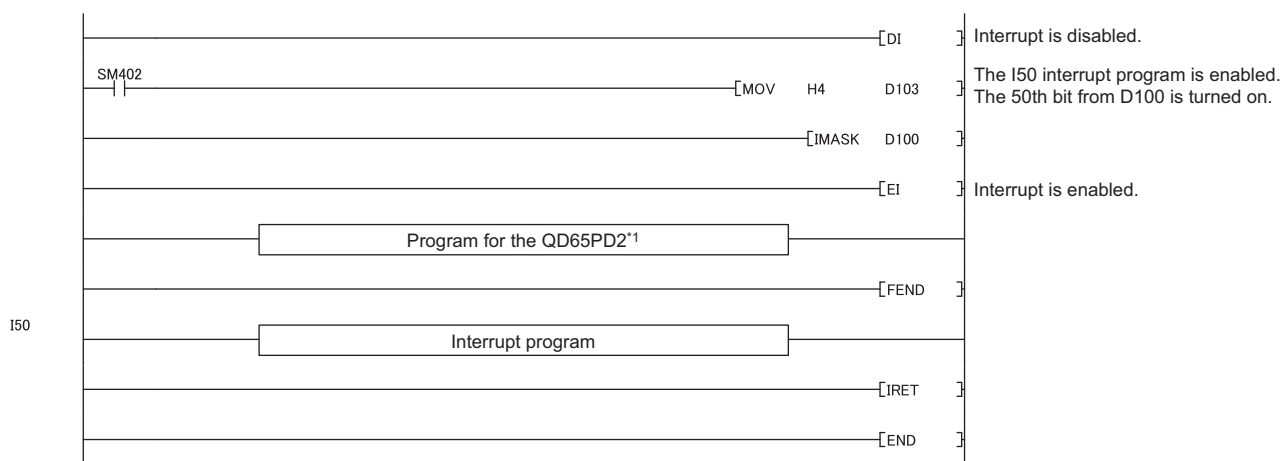 [DI ] Interrupt is disabled.
SM402
[MOV H4 D103 ] The I50 interrupt program is enabled.
The 50th bit from D100 is turned on.
[IMASK D100 ]
[EI ] Interrupt is enabled.
Program for the QD65PD2*1
[FEND ]
I50
Interrupt program
[IRET ]
[END ]